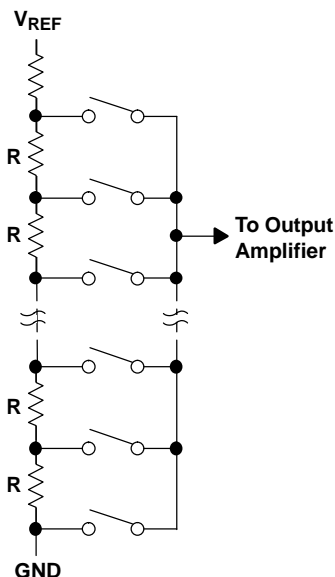 VREF
R
R
To Output
Amplifier
R
R
GND